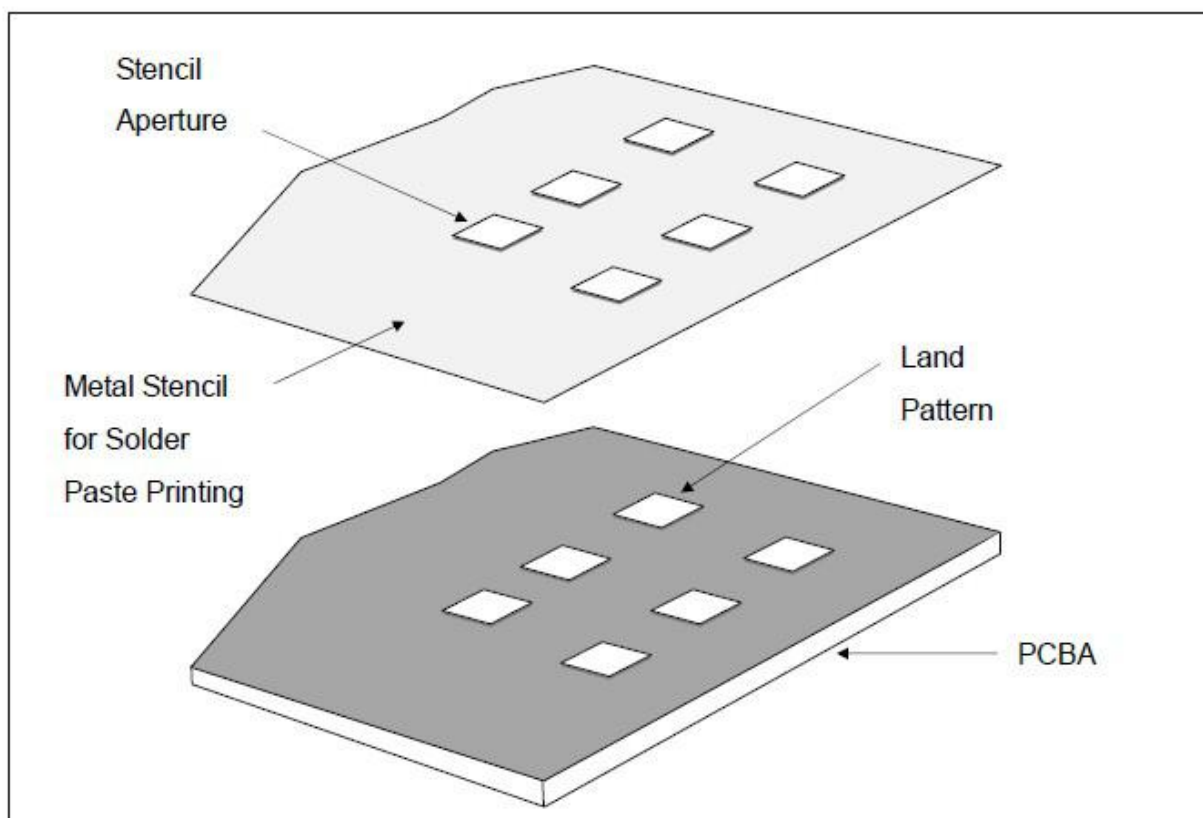 Stencil
Aperture
Metal Stencil
for Solder
Paste Printing
Land
Pattern
PCBA